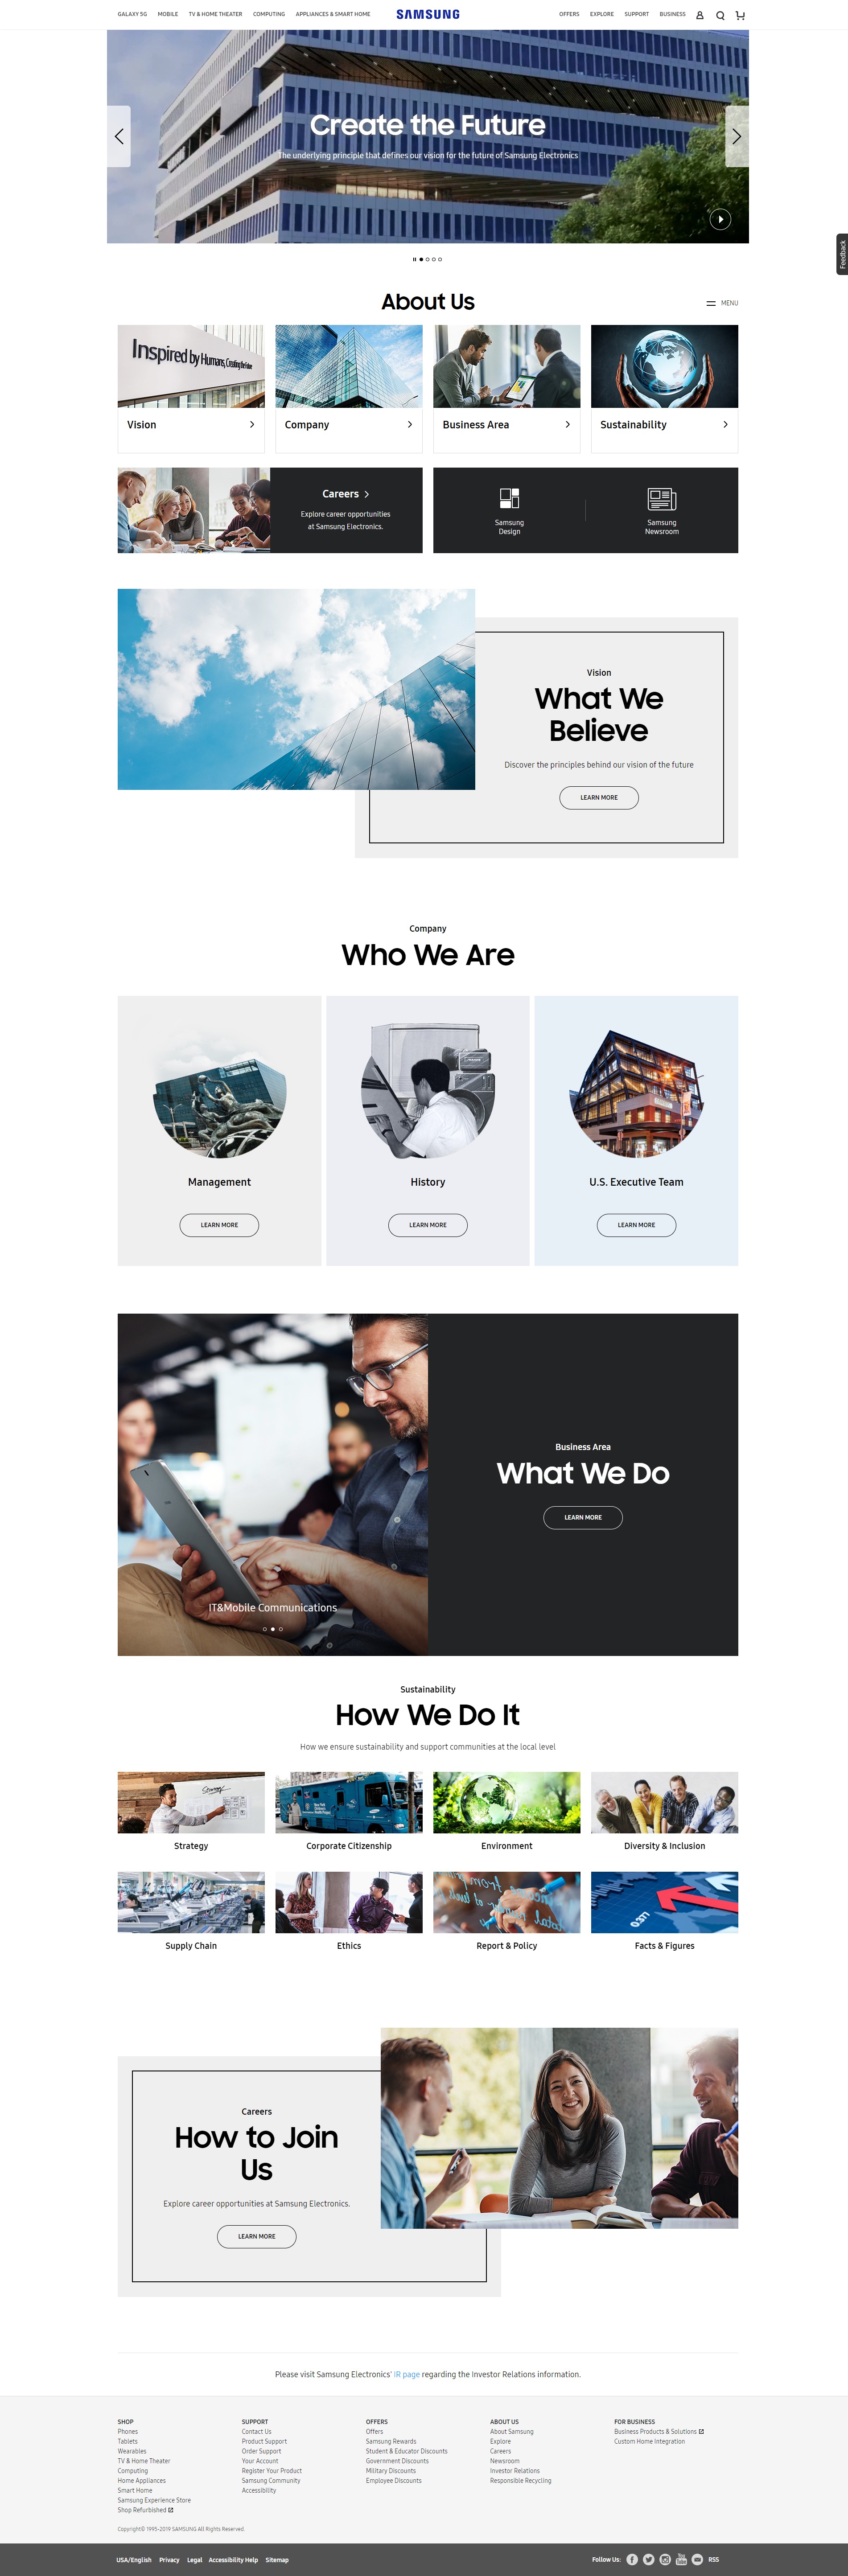 GALAXY 5G MOBILE TV & HOME THEATER COMPUTING APPLIANCES & SMART HOME SAMSUNG OFFERS EXPLORE SUPPORT BUSINESS
Create the Future
The underlying principle that defines our vision for the future of Samsung Electronics
Feedback
About Us
MENU
Inspired by Humans, Creating the Future
Vision
Company
Business Area
Sustainability
Careers
Explore career opportunities
at Samsung Electronics.
Samsung
Design
Samsung
Newsroom
Vision
What We
Believe
Discover the principles behind our vision of the future
LEARN MORE
Company
Who We Are
Management
History
U.S. Executive Team
LEARN MORE
LEARN MORE
LEARN MORE
Business Area
What We Do
LEARN MORE
IT&Mobile Communications
Sustainability
How We Do It
How we ensure sustainability and support communities at the local level
Strategy
Strategy
Corporate Citizenship
Environment
Diversity & Inclusion
Supply Chain
Ethics
Report & Policy
Facts & Figures
Careers
How to Join
Us
Explore career opportunities at Samsung Electronics.
LEARN MORE
Please visit Samsung Electronics' IR page regarding the Investor Relations information.
SHOP
Phones
Tablets
Wearables
TV & Home Theater
Computing
Home Appliances
Smart Home
Samsung Experience Store
Shop Refurbished
SUPPORT
Contact Us
Product Support
Order Support
Your Account
Register Your Product
Samsung Community
Accessibility
OFFERS
Offers
Samsung Rewards
Student & Educator Discounts
Government Discounts
Military Discounts
Employee Discounts
ABOUT US
About Samsung
Explore
Careers
Newsroom
Investor Relations
Responsible Recycling
FOR BUSINESS
Business Products & Solutions
Custom Home Integration
Copyright© 1995-2019 SAMSUNG All Rights Reserved.
USA/English Privacy Legal Accessibility Help Sitemap
Follow Us: You Tube RSS